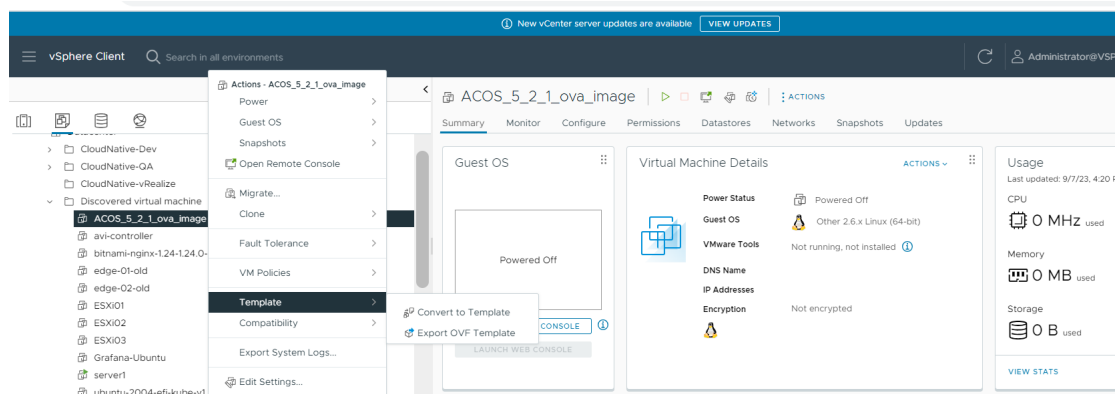 New vCenter server updates are available VIEW UPDATES
vSphere Client Search in all environments Administrator@VSP
Actions - ACOS_5_2_1_ova_image
Power
Guest OS
Snapshots
Open Remote Console
Migrate...
Clone
Fault Tolerance
VM Policies
Template
Compatibility
Export System Logs...
Edit Settings...
Convert to Template
Export OVF Template
CloudNative-Dev
CloudNative-QA
CloudNative-vRealize
Discovered virtual machine
ACOS_5_2_1_ova_image
avi-controller
bitnami-nginx-1.24-1.24.0-
edge-01-old
edge-02-old
ESXi01
ESXi02
ESXi03
Grafana-Ubuntu
server1
ubuntu-2004-efi-kube-v1
ACOS_5_2_1_ova_image ACTIONS
Summary Monitor Configure Permissions Datastores Networks Snapshots Updates
Guest OS
Powered Off
CONSOLE
LAUNCH WEB CONSOLE
Virtual Machine Details ACTIONS
Power Status Powered Off
Guest OS Other 2.6.x Linux (64-bit)
VMware Tools Not running, not installed
DNS Name
IP Addresses
Encryption Not encrypted
Usage
Last updated: 9/7/23, 4:20 P
CPU
0 MHz used
Memory
0 MB used
Storage
0 B used
VIEW STATS